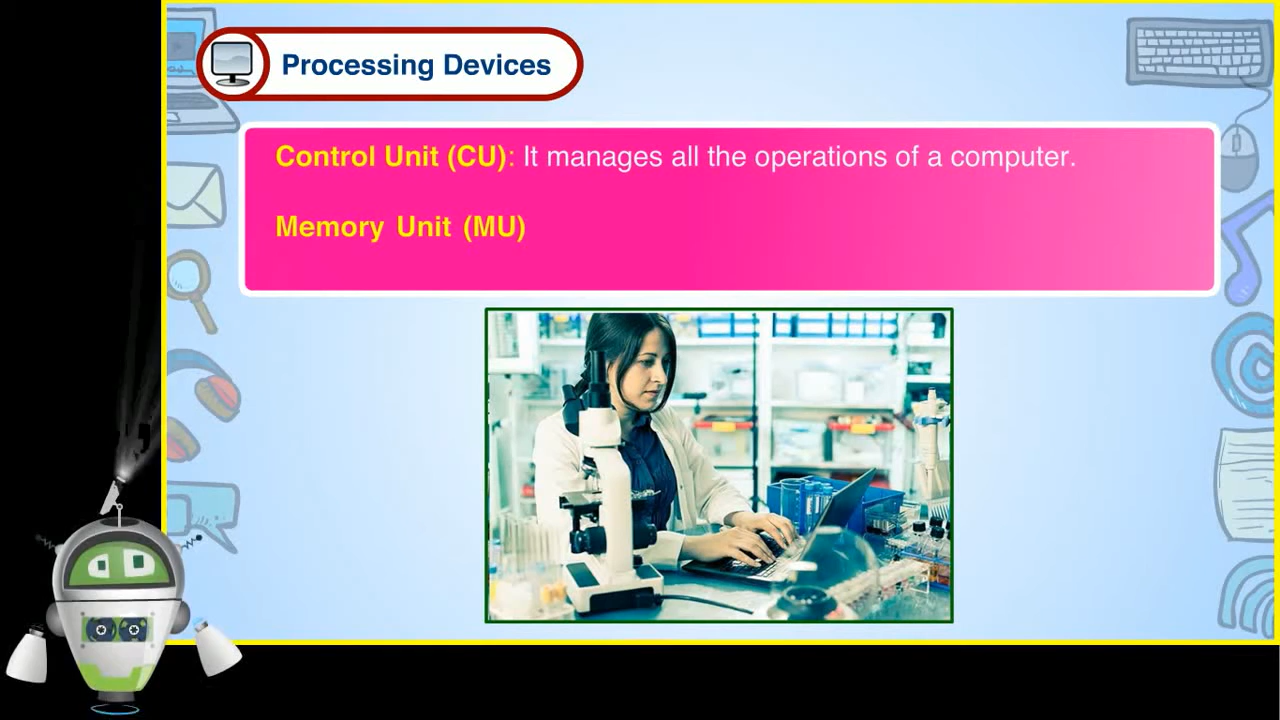 Processing Devices
Control Unit (CU): It manages all the operations of a computer.
Memory Unit (MU)